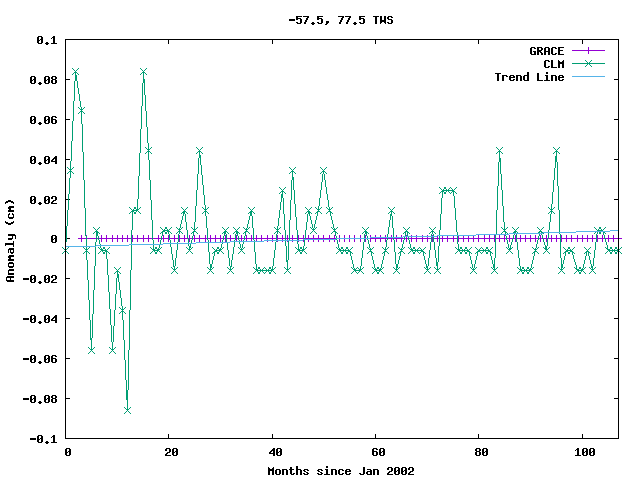 -57.5, 77.5 TWS
GRACE
CLM
Trend Line
0.1
0.08
0.06
0.04
0.02
0
-0.02
-0.04
-0.06
-0.08
-0.1
Anomaly (cm)
0 20 40 60 80 100
Months since Jan 2002